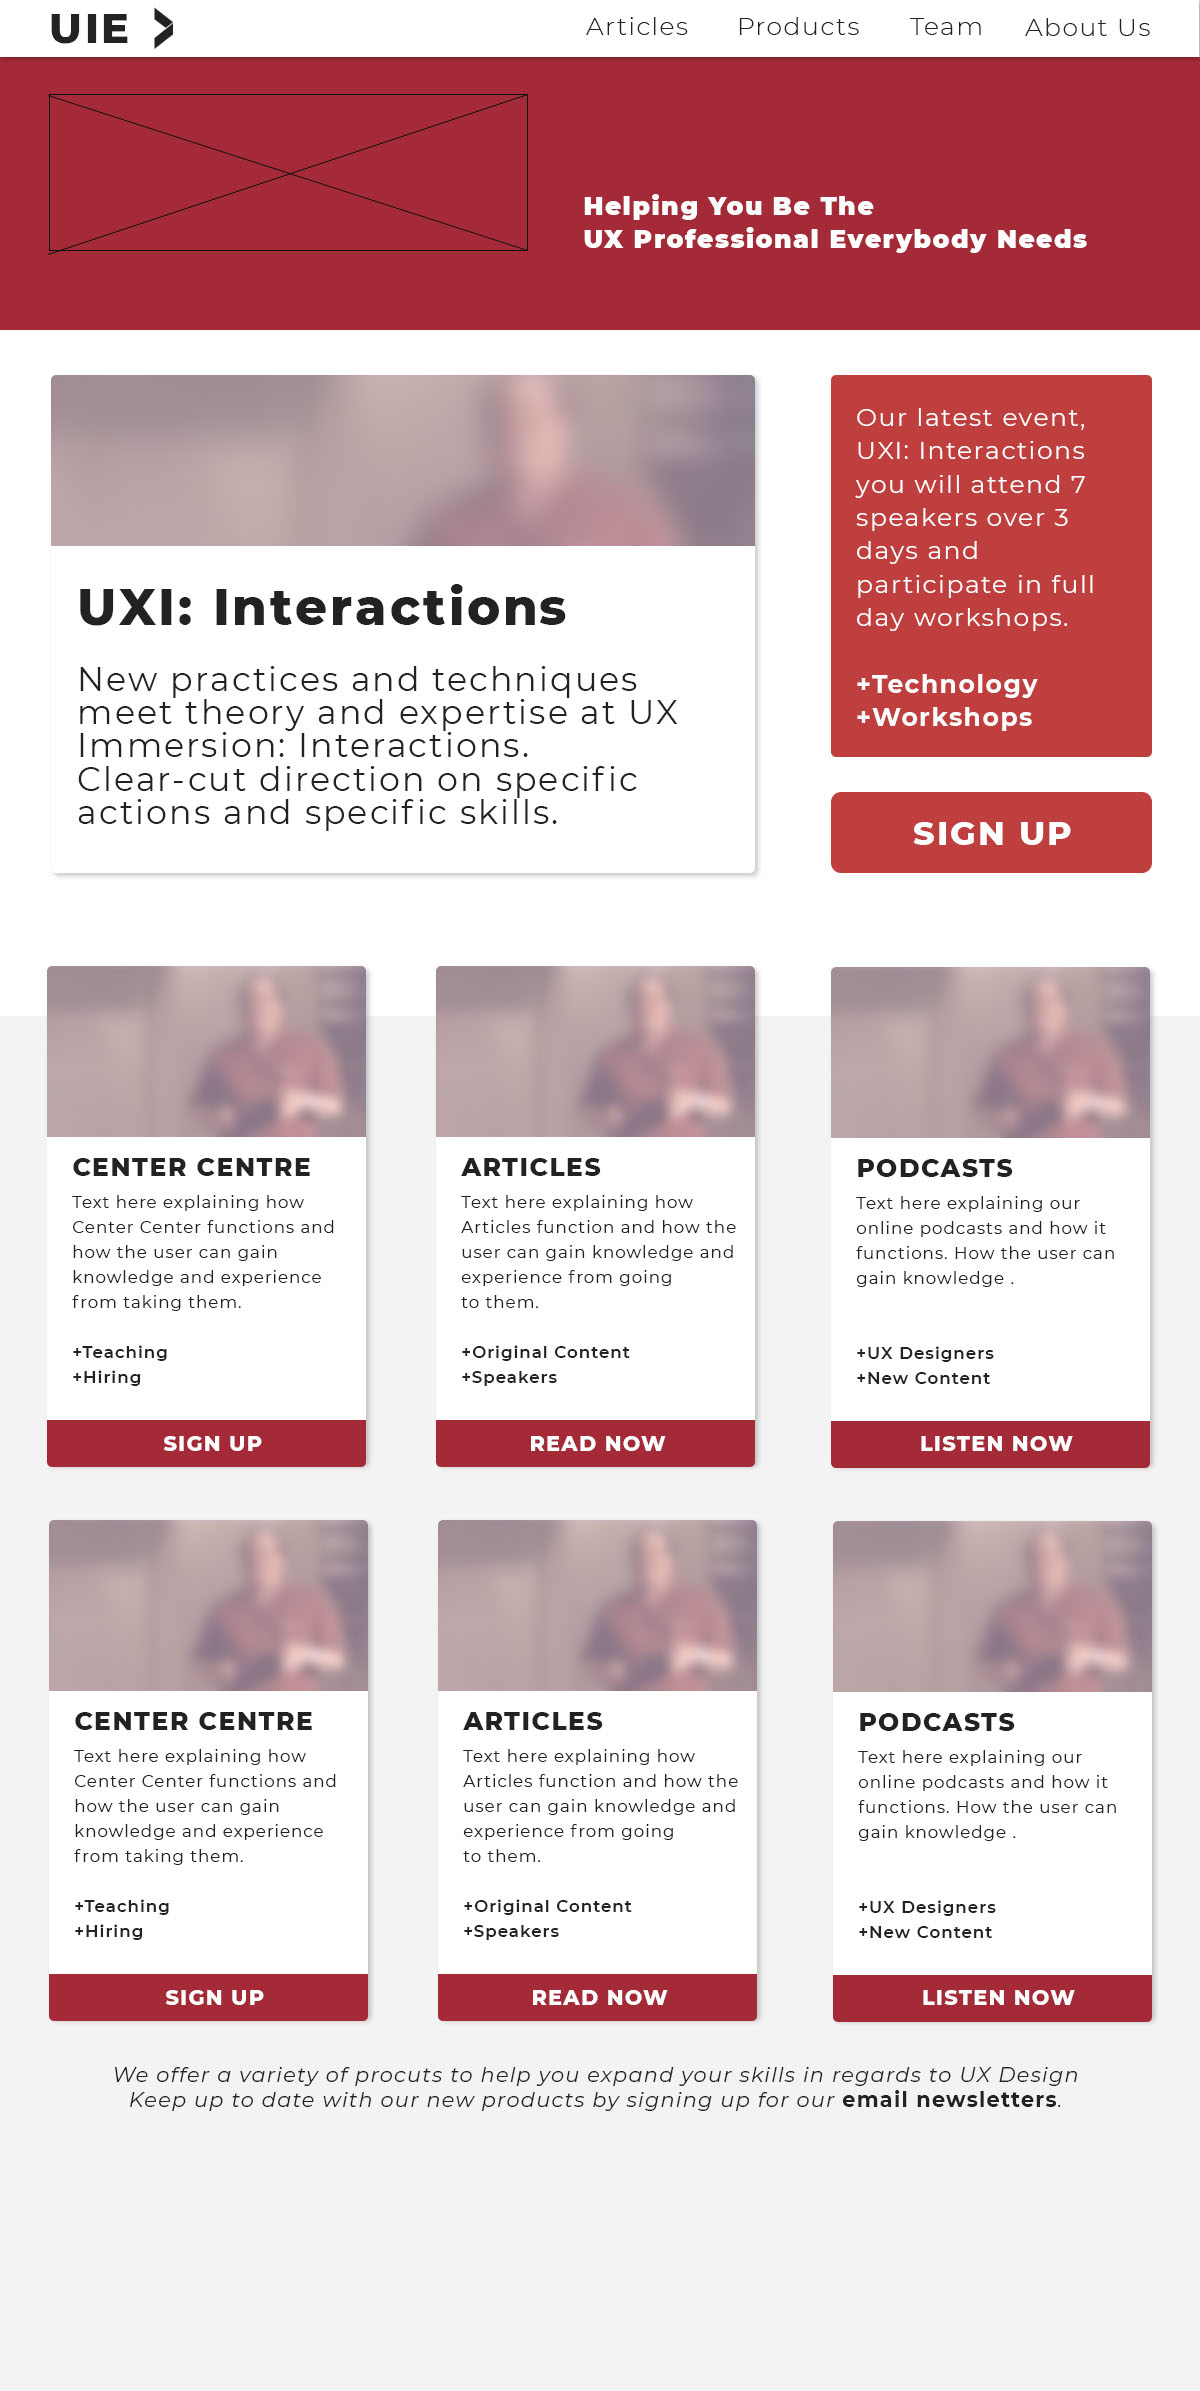 UIE
Articles Products Team About Us
Helping You Be The
UX Professional Everybody Needs
UXI: Interactions
New practices and techniques
meet theory and expertise at UX
Immersion: Interactions.
Clear-cut direction on specific
actions and specific skills.
Our latest event,
UXI: Interactions
you will attend 7
speakers over 3
days and
participate in full
day workshops.
+Technology
+Workshops
SIGN UP
CENTER CENTRE
Text here explaining how
Center Center functions and
how the user can gain
knowledge and experience
from taking them.
+Teaching
+Hiring
SIGN UP
ARTICLES
Text here explaining how
Articles function and how the
user can gain knowledge and
experience from going
to them.
+Original Content
+Speakers
READ NOW
PODCASTS
Text here explaining our
online podcasts and how it
functions. How the user can
gain knowledge .
+UX Designers
+New Content
LISTEN NOW
CENTER CENTRE
Text here explaining how
Center Center functions and
how the user can gain
knowledge and experience
from taking them.
+Teaching
+Hiring
SIGN UP
ARTICLES
Text here explaining how
Articles function and how the
user can gain knowledge and
experience from going
to them.
+Original Content
+Speakers
READ NOW
PODCASTS
Text here explaining our
online podcasts and how it
functions. How the user can
gain knowledge .
+UX Designers
+New Content
LISTEN NOW
We offer a variety of procuts to help you expand your skills in regards to UX Design
Keep up to date with our new products by signing up for our email newsletters.